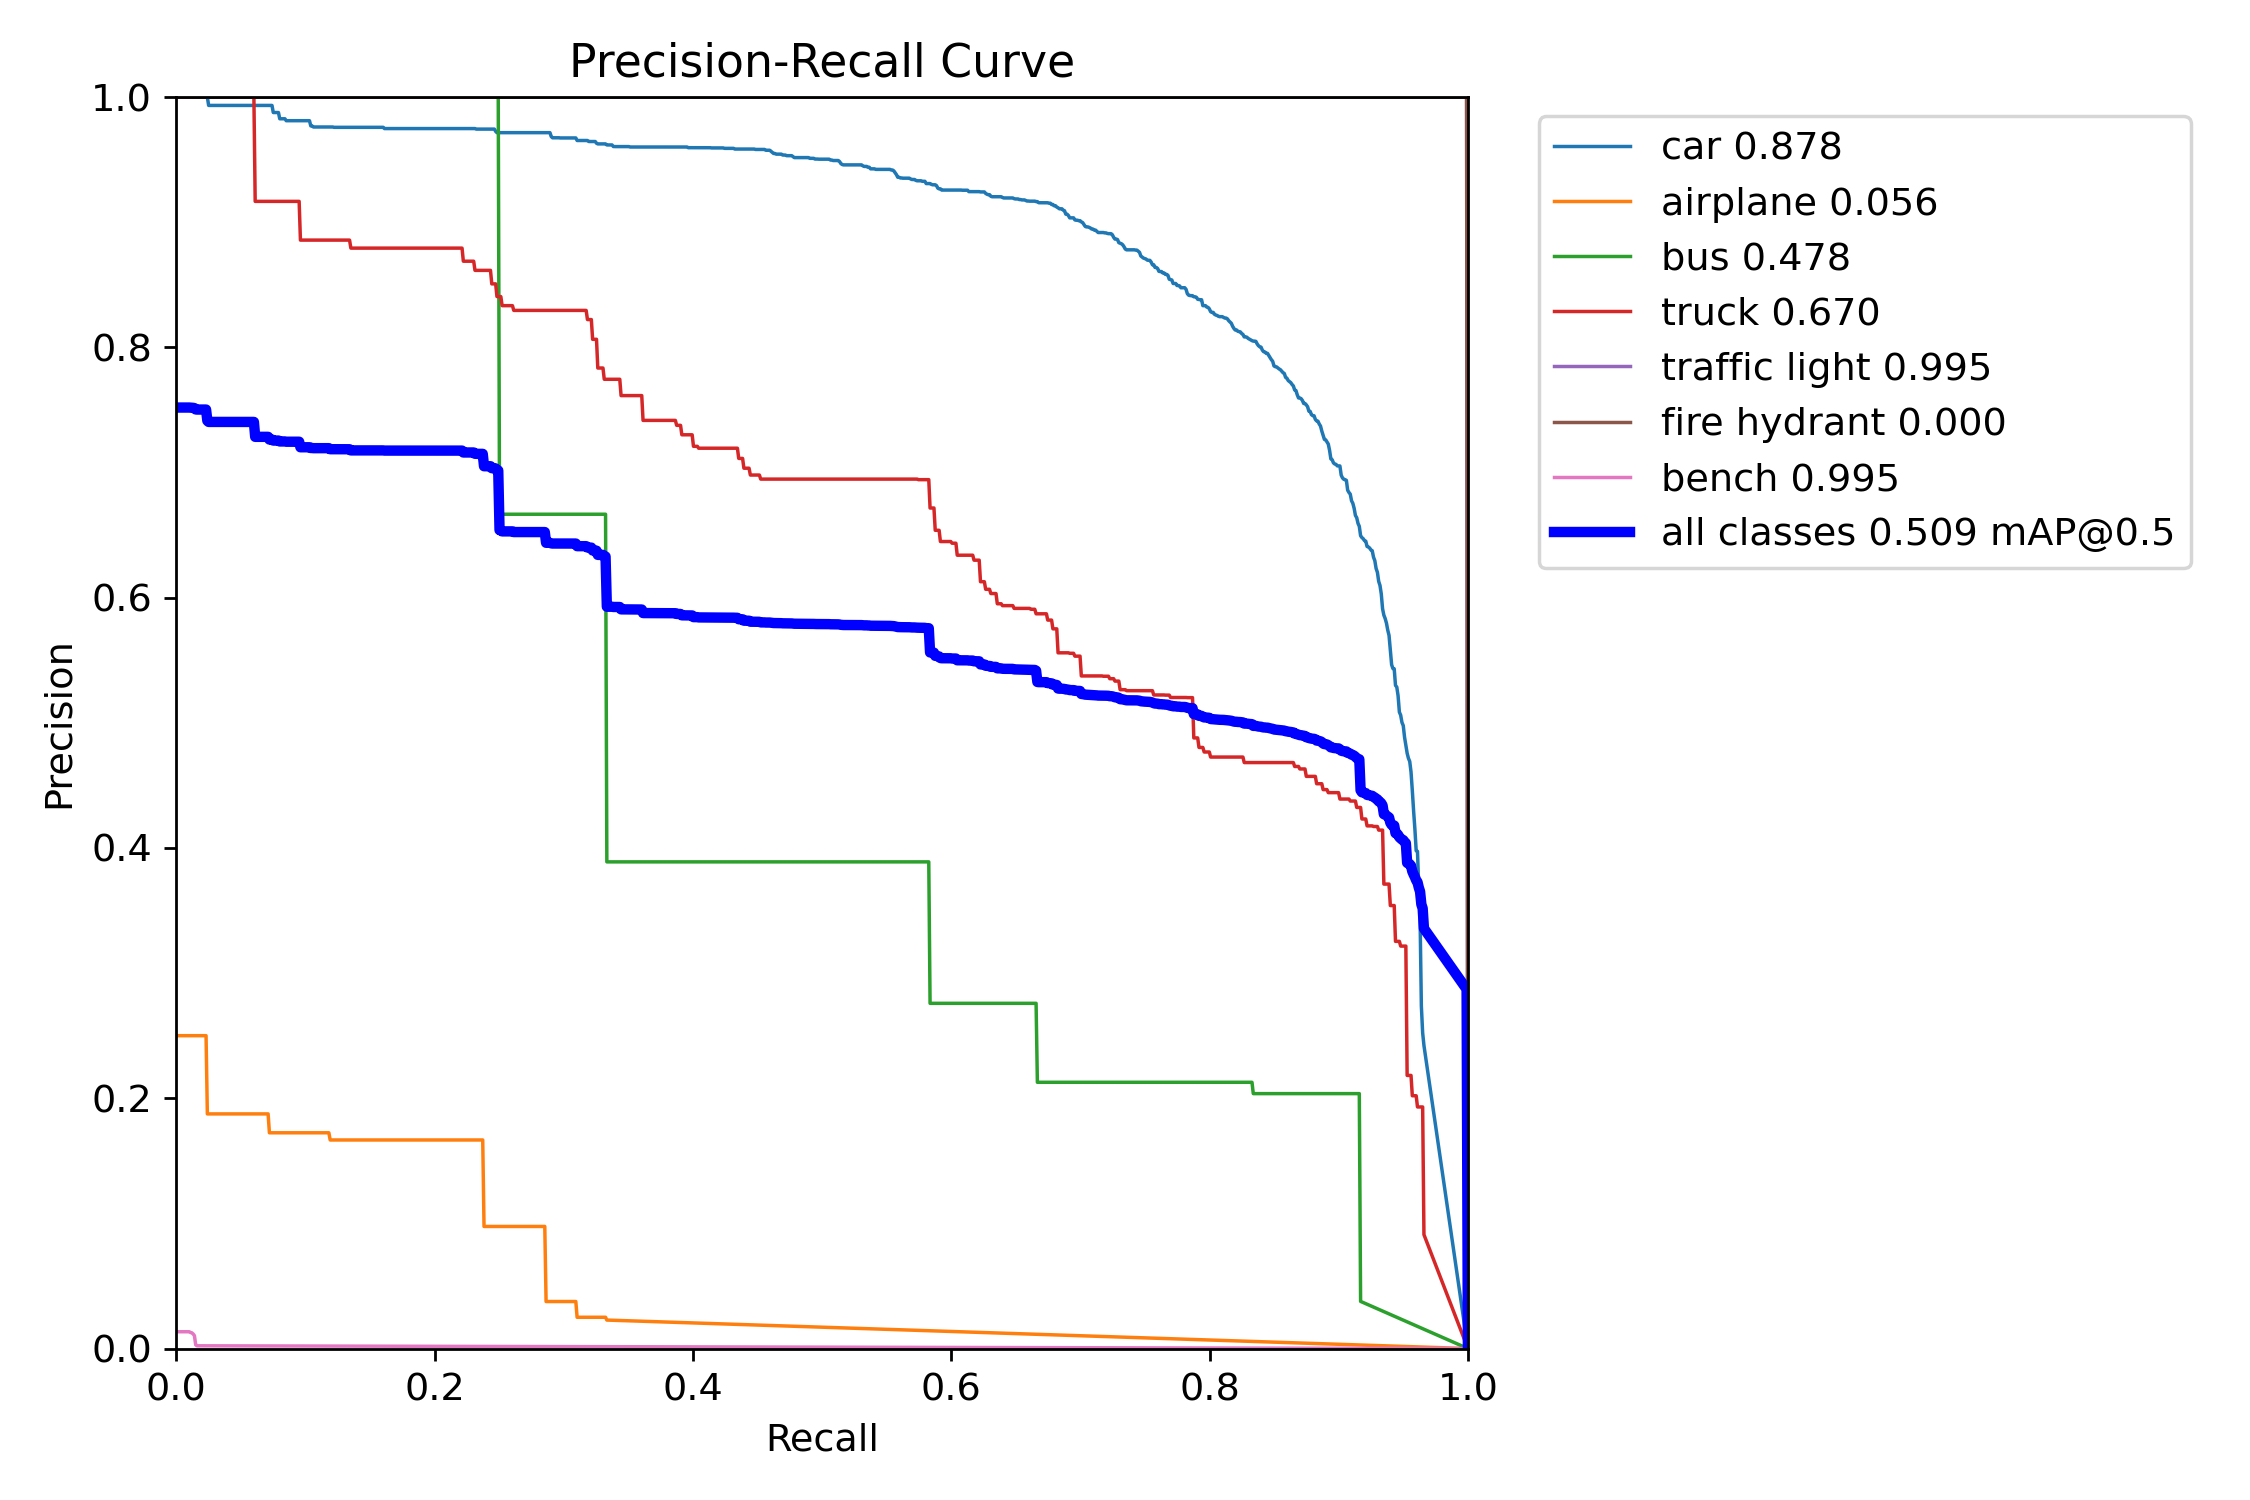 Precision-Recall Curve
1.0
0.8
0.6
0.4
0.2
0.0
Precision
0.0 0.2 0.4 0.6 0.8 1.0
Recall
car 0.878
airplane 0.056
bus 0.478
truck 0.670
traffic light 0.995
fire hydrant 0.000
bench 0.995
all classes 0.509 mAP@0.5